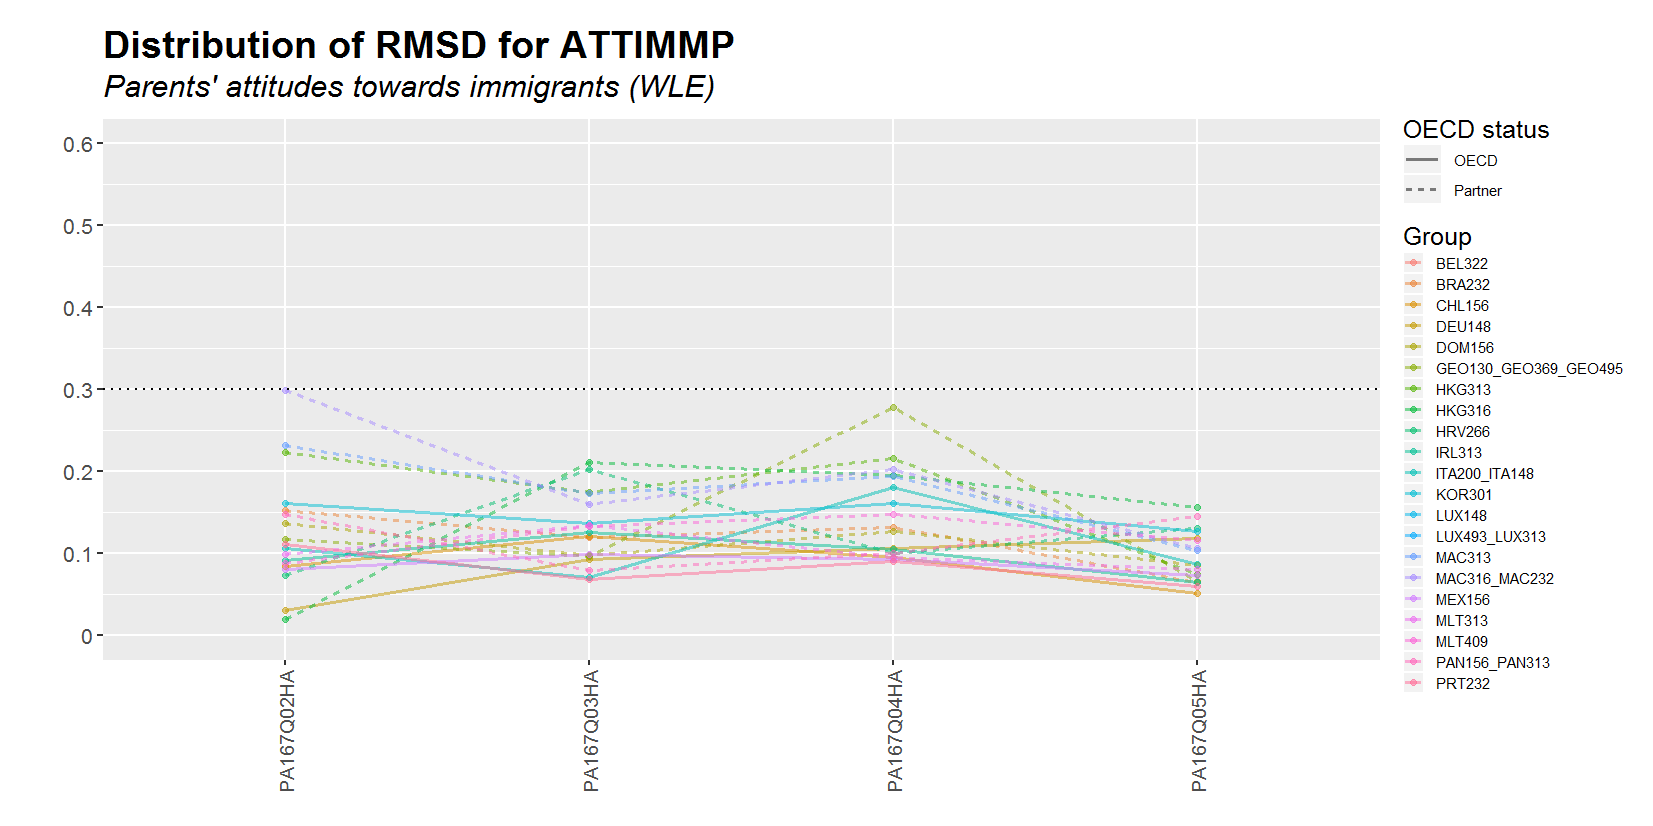 Distribution of RMSD for ATTIMMP
Parents' attitudes towards immigrants (WLE)
0.6
0.5
0.4
0.3
0.2
0.1
0
PA167Q02HA
PA167Q03HA
PA167Q04HA
PA167Q05HA
OECD status
OECD
Partner
Group
BEL322
BRA232
CHL156
DEU148
DOM156
GEO130_GEO369_GEO495
HKG313
HKG316
HRV266
IRL313
ITA200_ITA148
KOR301
LUX148
LUX493_LUX313
MAC313
MAC316_MAC232
MEX156
MLT313
MLT409
PAN156_PAN313
PRT232